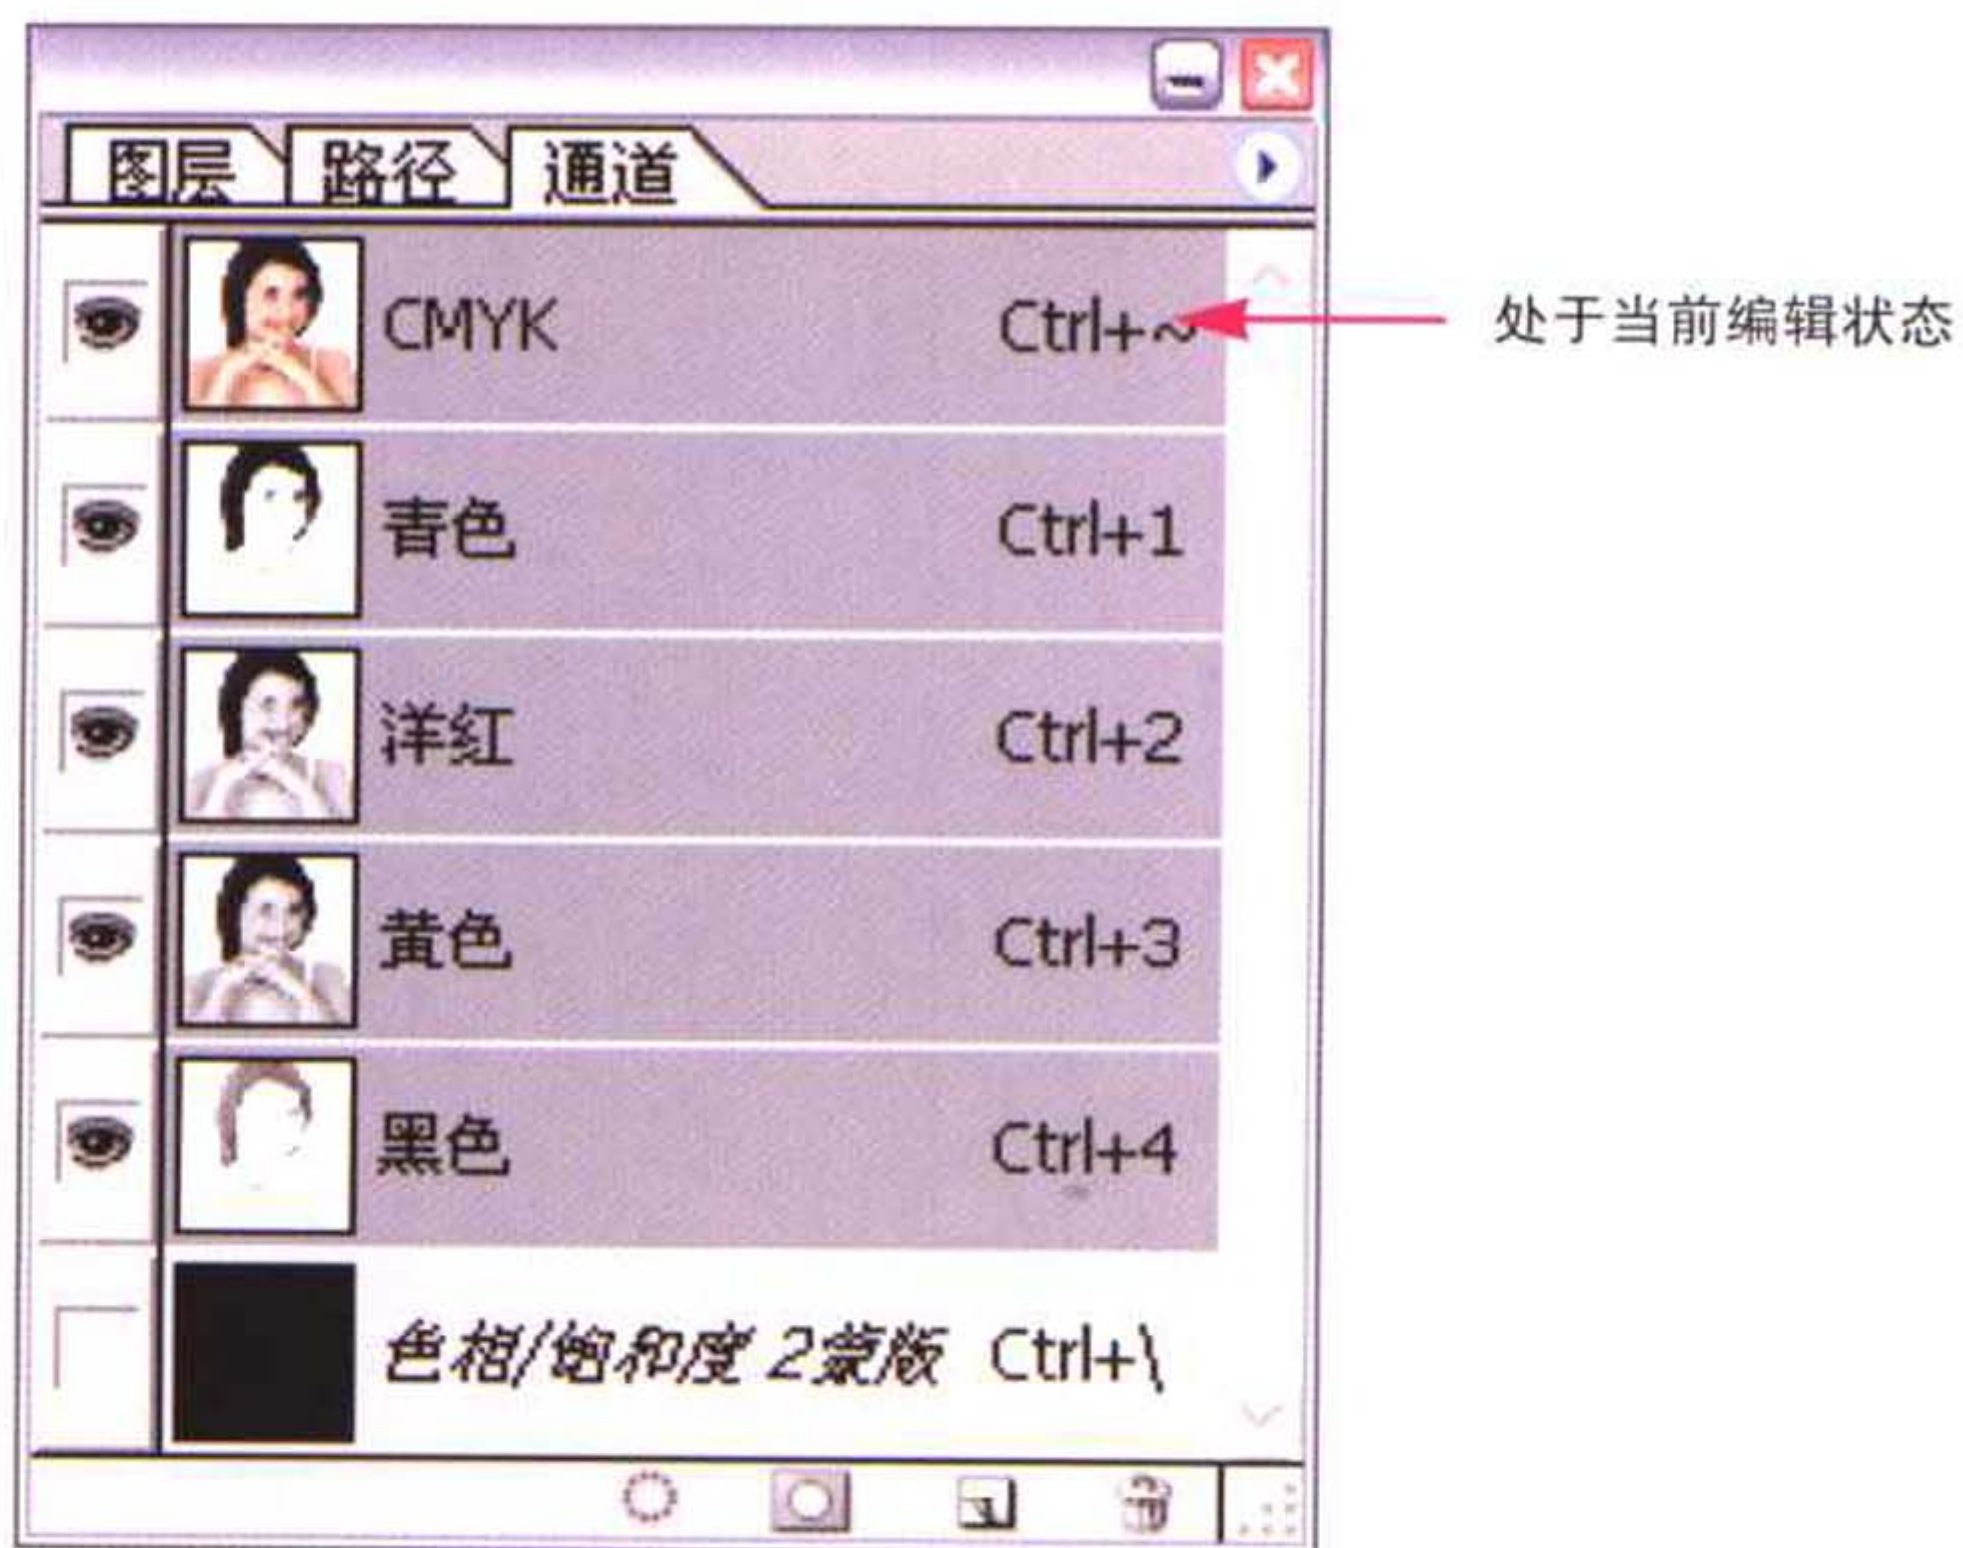 图层 路径 通道
CMYK Ctrl+~
处于当前编辑状态
青色 Ctrl+1
洋红 Ctrl+2
黄色 Ctrl+3
黑色 Ctrl+4
色相/饱和度 2蒙版 Ctrl+\